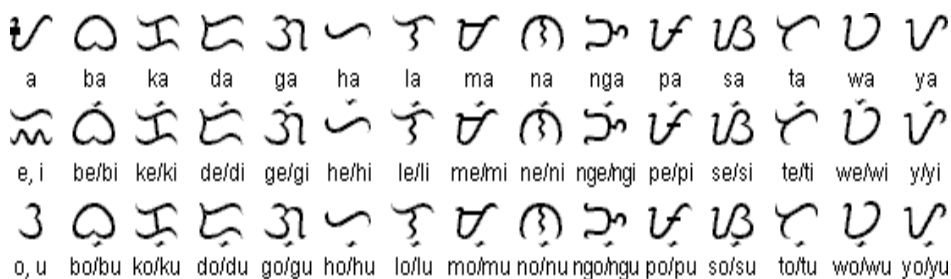 ᜀ ᜊ ᜃ ᜇ ᜄ ᜑ ᜎ ᜋ ᜈ ᜅ ᜉ ᜐ ᜆ ᜏ ᜌ
a ba ka da ga ha la ma na nga pa sa ta wa ya
ᜁ ᜊᜒ ᜃᜒ ᜇᜒ ᜄᜒ ᜑᜒ ᜎᜒ ᜋᜒ ᜈᜒ ᜅᜒ ᜉᜒ ᜐᜒ ᜆᜒ ᜏᜒ ᜌᜒ
e, i be/bi ke/ki de/di ge/gi he/hi le/li me/mi ne/ni nge/ngi pe/pi se/si te/ti we/wi y/yi
ᜂ ᜊᜓ ᜃᜓ ᜇᜓ ᜄᜓ ᜑᜓ ᜎᜓ ᜋᜓ ᜈᜓ ᜅᜓ ᜉᜓ ᜐᜓ ᜆᜓ ᜏᜓ ᜌᜓ
o, u bo/bu ko/ku do/du go/gu ho/hu lo/lu mo/mu no/nu ngo/ngu po/pu so/su to/tu wo/wu yo/yu